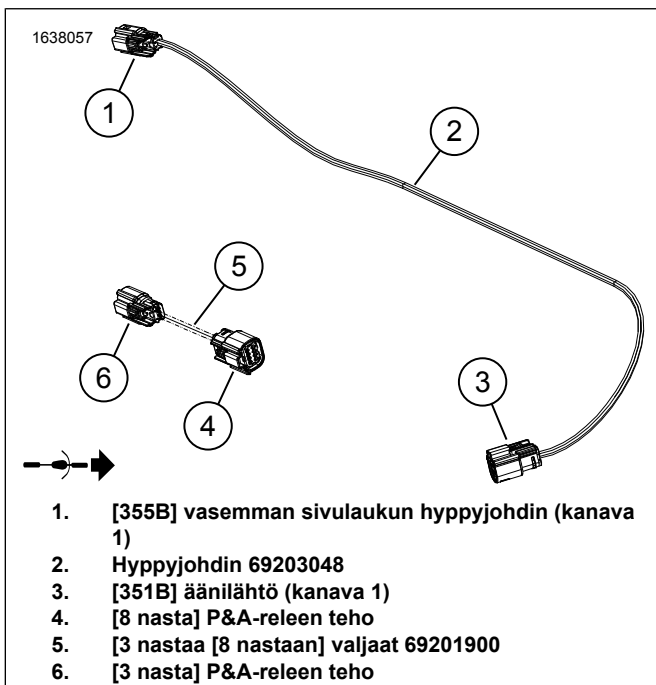 1638057
1
2
5
6
4
3
1. [355B] vasemman sivulaukun hyppyjohdin (kanava
1)
2. Hyppyjohdin 69203048
3. [351B] äänilähtö (kanava 1)
4. [8 nasta] P&A-releen teho
5. [3 nastaa [8 nastaan] valjaat 69201900
6. [3 nasta] P&A-releen teho